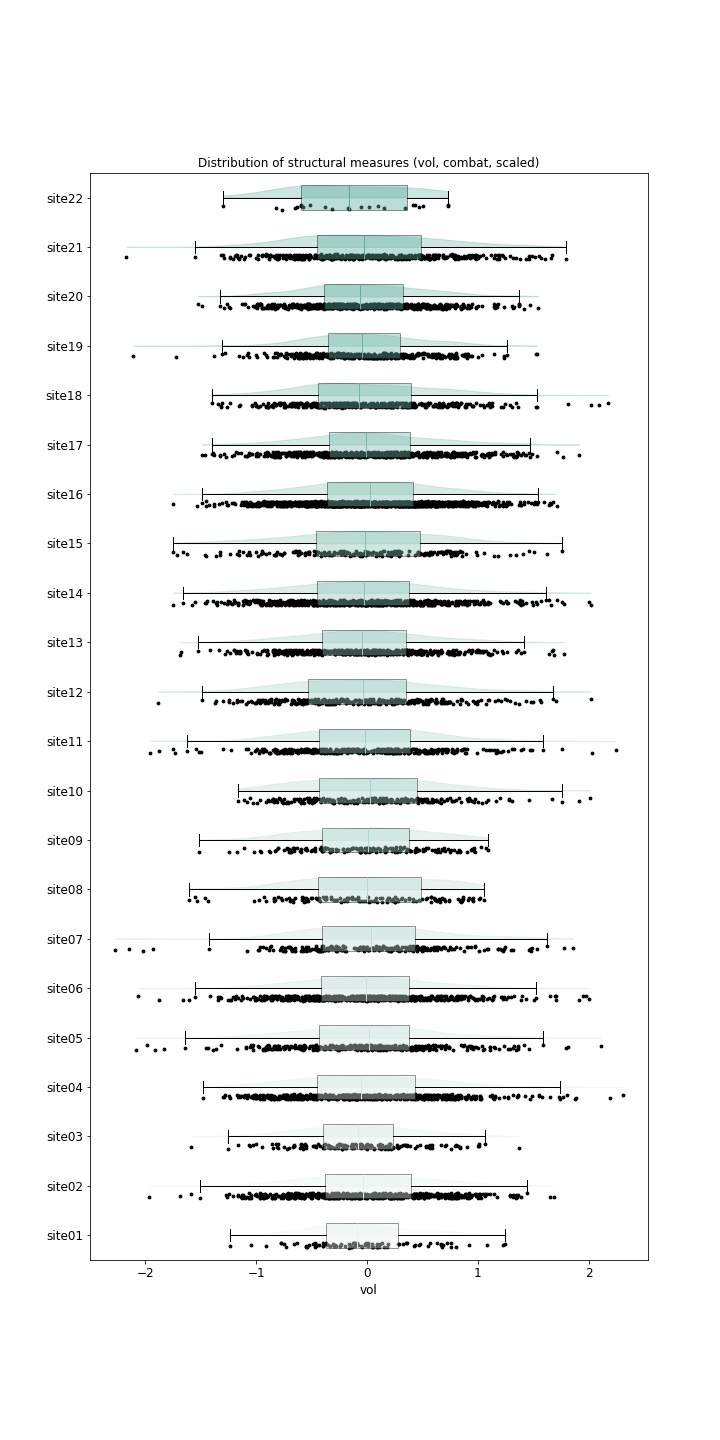 Distribution of structural measures (vol, combat, scaled)
site22
site21
site20
site19
site18
site17
site16
site15
site14
site13
site12
site11
site10
site09
site08
site07
site06
site05
site04
site03
site02
site01
−2 −1 0 1 2
vol